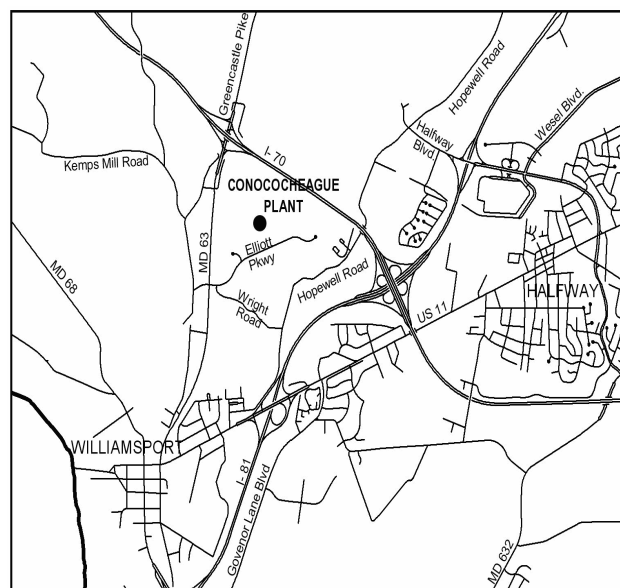 Greencastle Pike
Hopewell Road
Wesel Blvd.
Halfway
Blvd.
I- 70
Kemps Mill Road
CONOCOCHEAGUE
PLANT
MD 63
Elliott
Pkwy
Hopewell Road
MD 68
Wright
Road
US 11
HALFWAY
WILLIAMSPORT
I- 81
Govenor Lane Blvd
MD 632